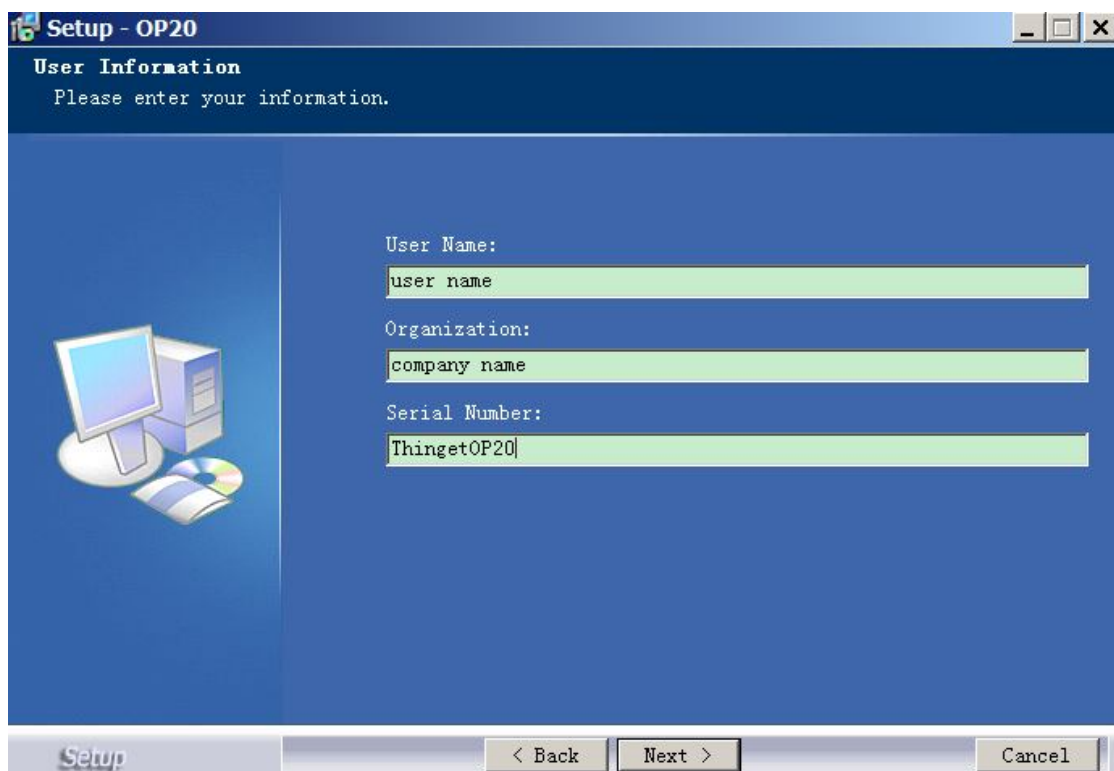 Setup - OP20
User Information
Please enter your information.
User Name:
user name
Organization:
company name
Serial Number:
ThingetOP20
Setup
< Back
Next >
Cancel